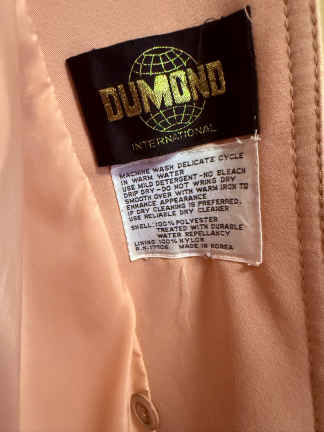 DUMOND
INTERNATIONAL
MACHINE WASH DELICATE CYCLE
IN WARM WATER
USE MILD DETERGENT-NO BLEACH
DRIP DRY-DO NOT WRING DRY
SMOOTH OVER WITH WARM IRON TO
ENHANCE APPEARANCE
IF DRY CLEANING IS PREFERRED,
USE RELIABLE DRY CLEANER
SHELL: 100% POLYESTER
TREATED WITH DURABLE
WATER REPELLANCY
LINING: 100% NYLON
R.N. 17506 MADE IN KOREA